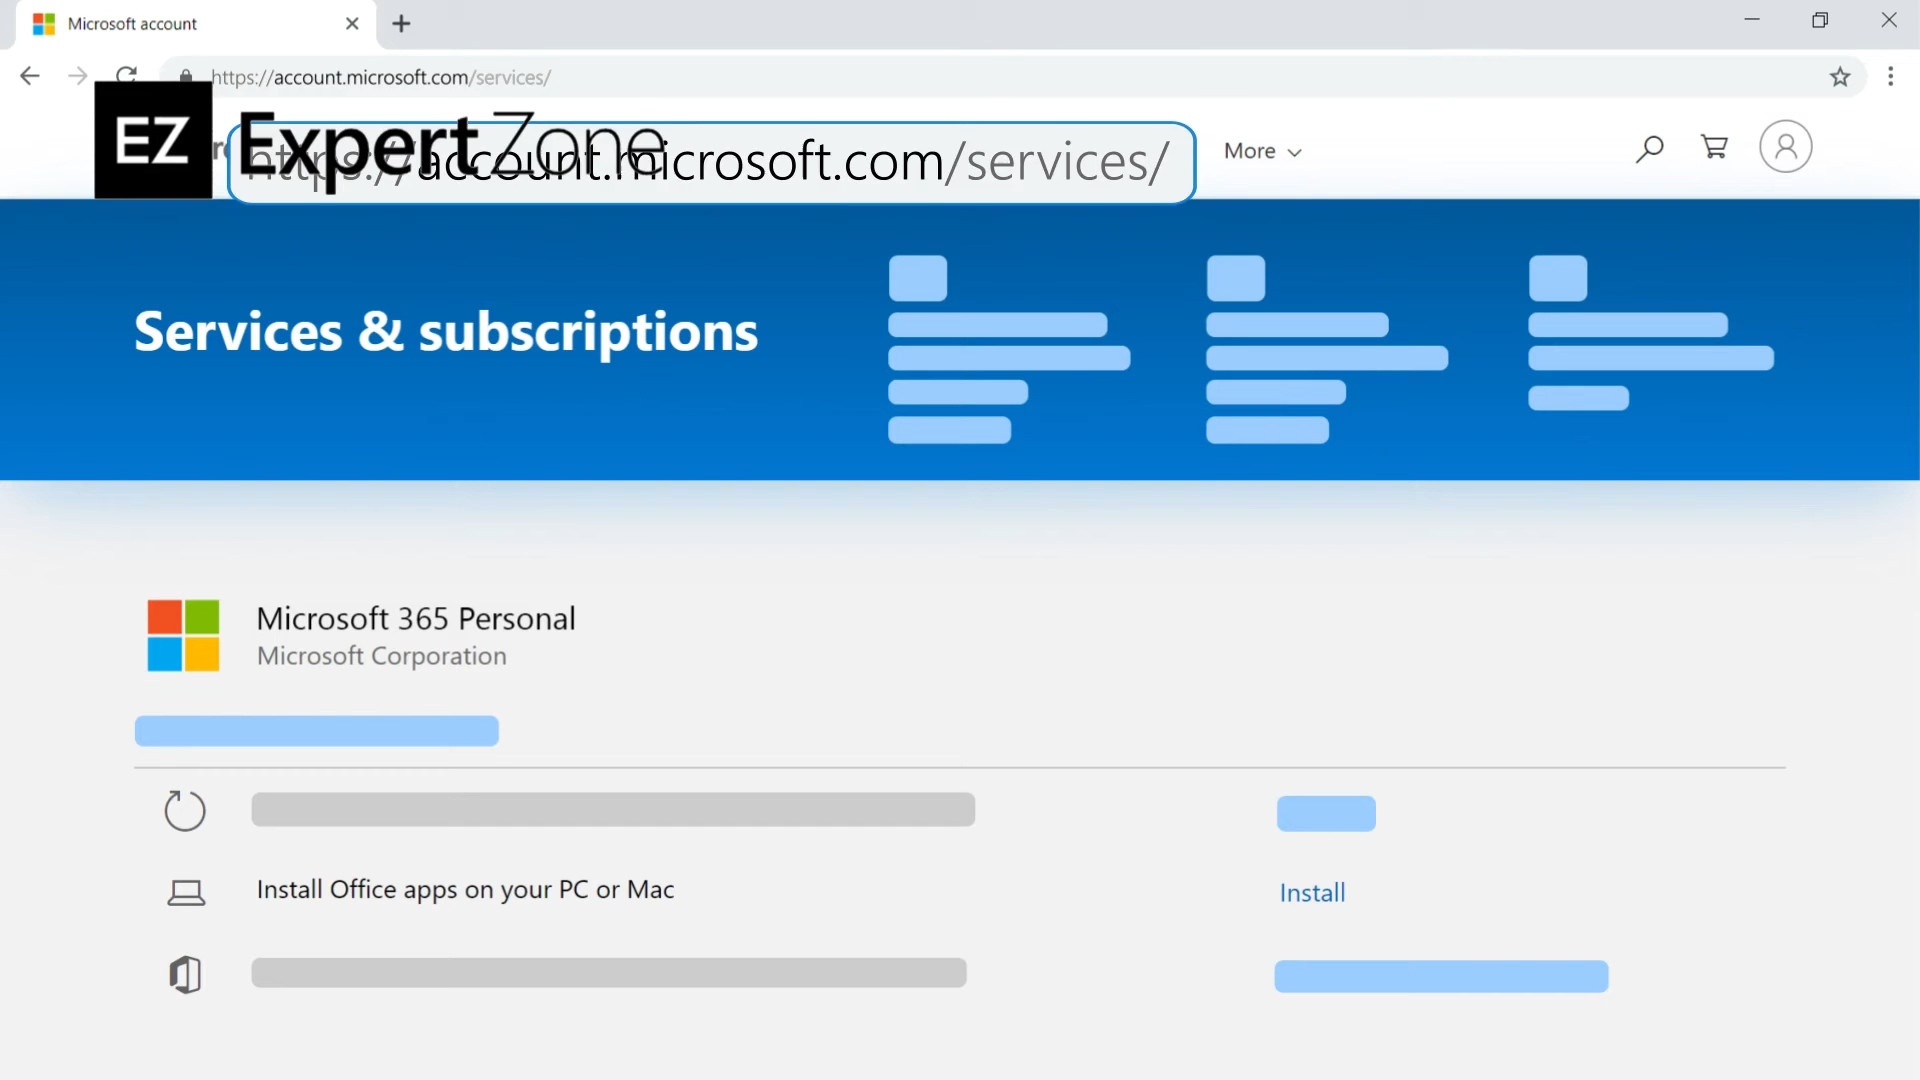 Microsoft account
https://account.microsoft.com/services/
EZ Expert Zone
https://account.microsoft.com/services/
More
Services & subscriptions
Microsoft 365 Personal
Microsoft Corporation
Install Office apps on your PC or Mac
Install